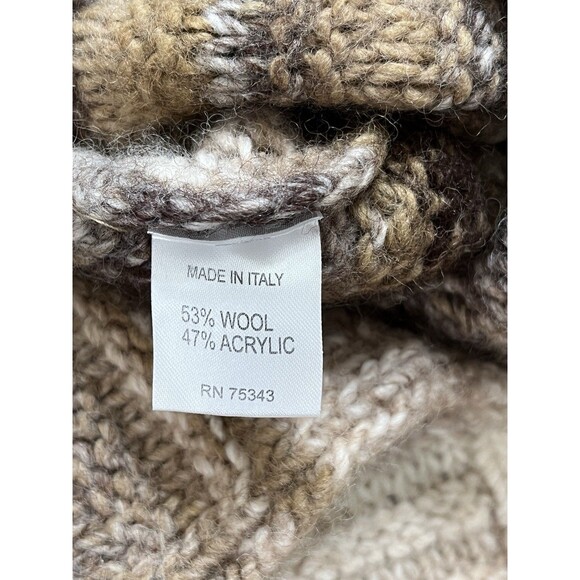 MADE IN ITALY
53% WOOL
47% ACRYLIC
RN 75343